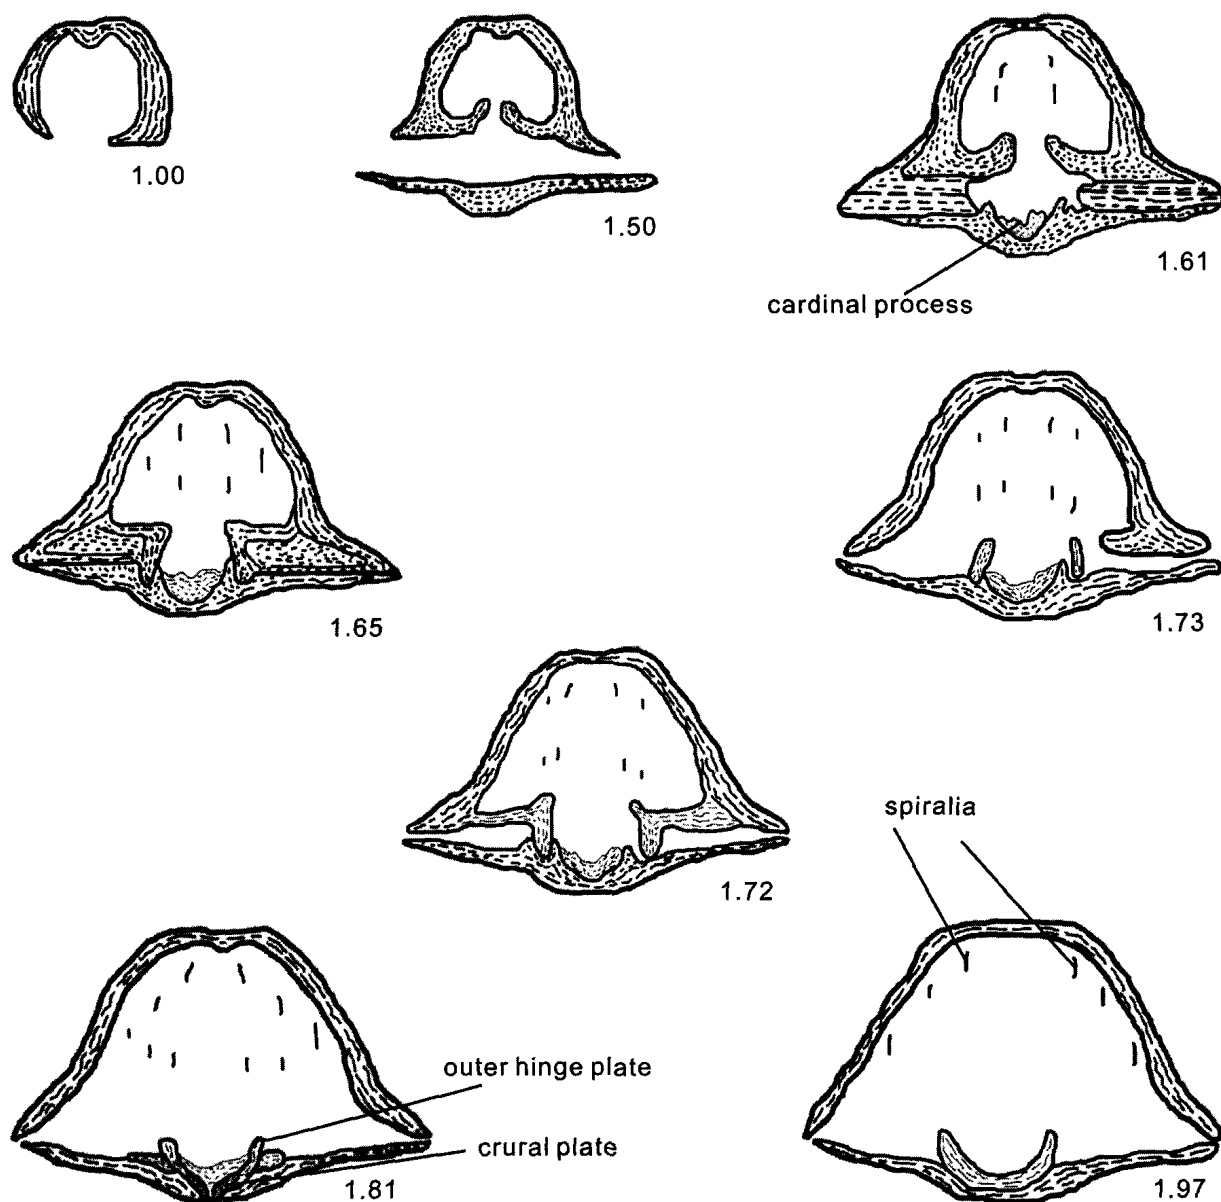 1.00
1.50
1.61
cardinal process
1.65
1.73
1.72
spiralia
outer hinge plate
crural plate
1.81
1.97